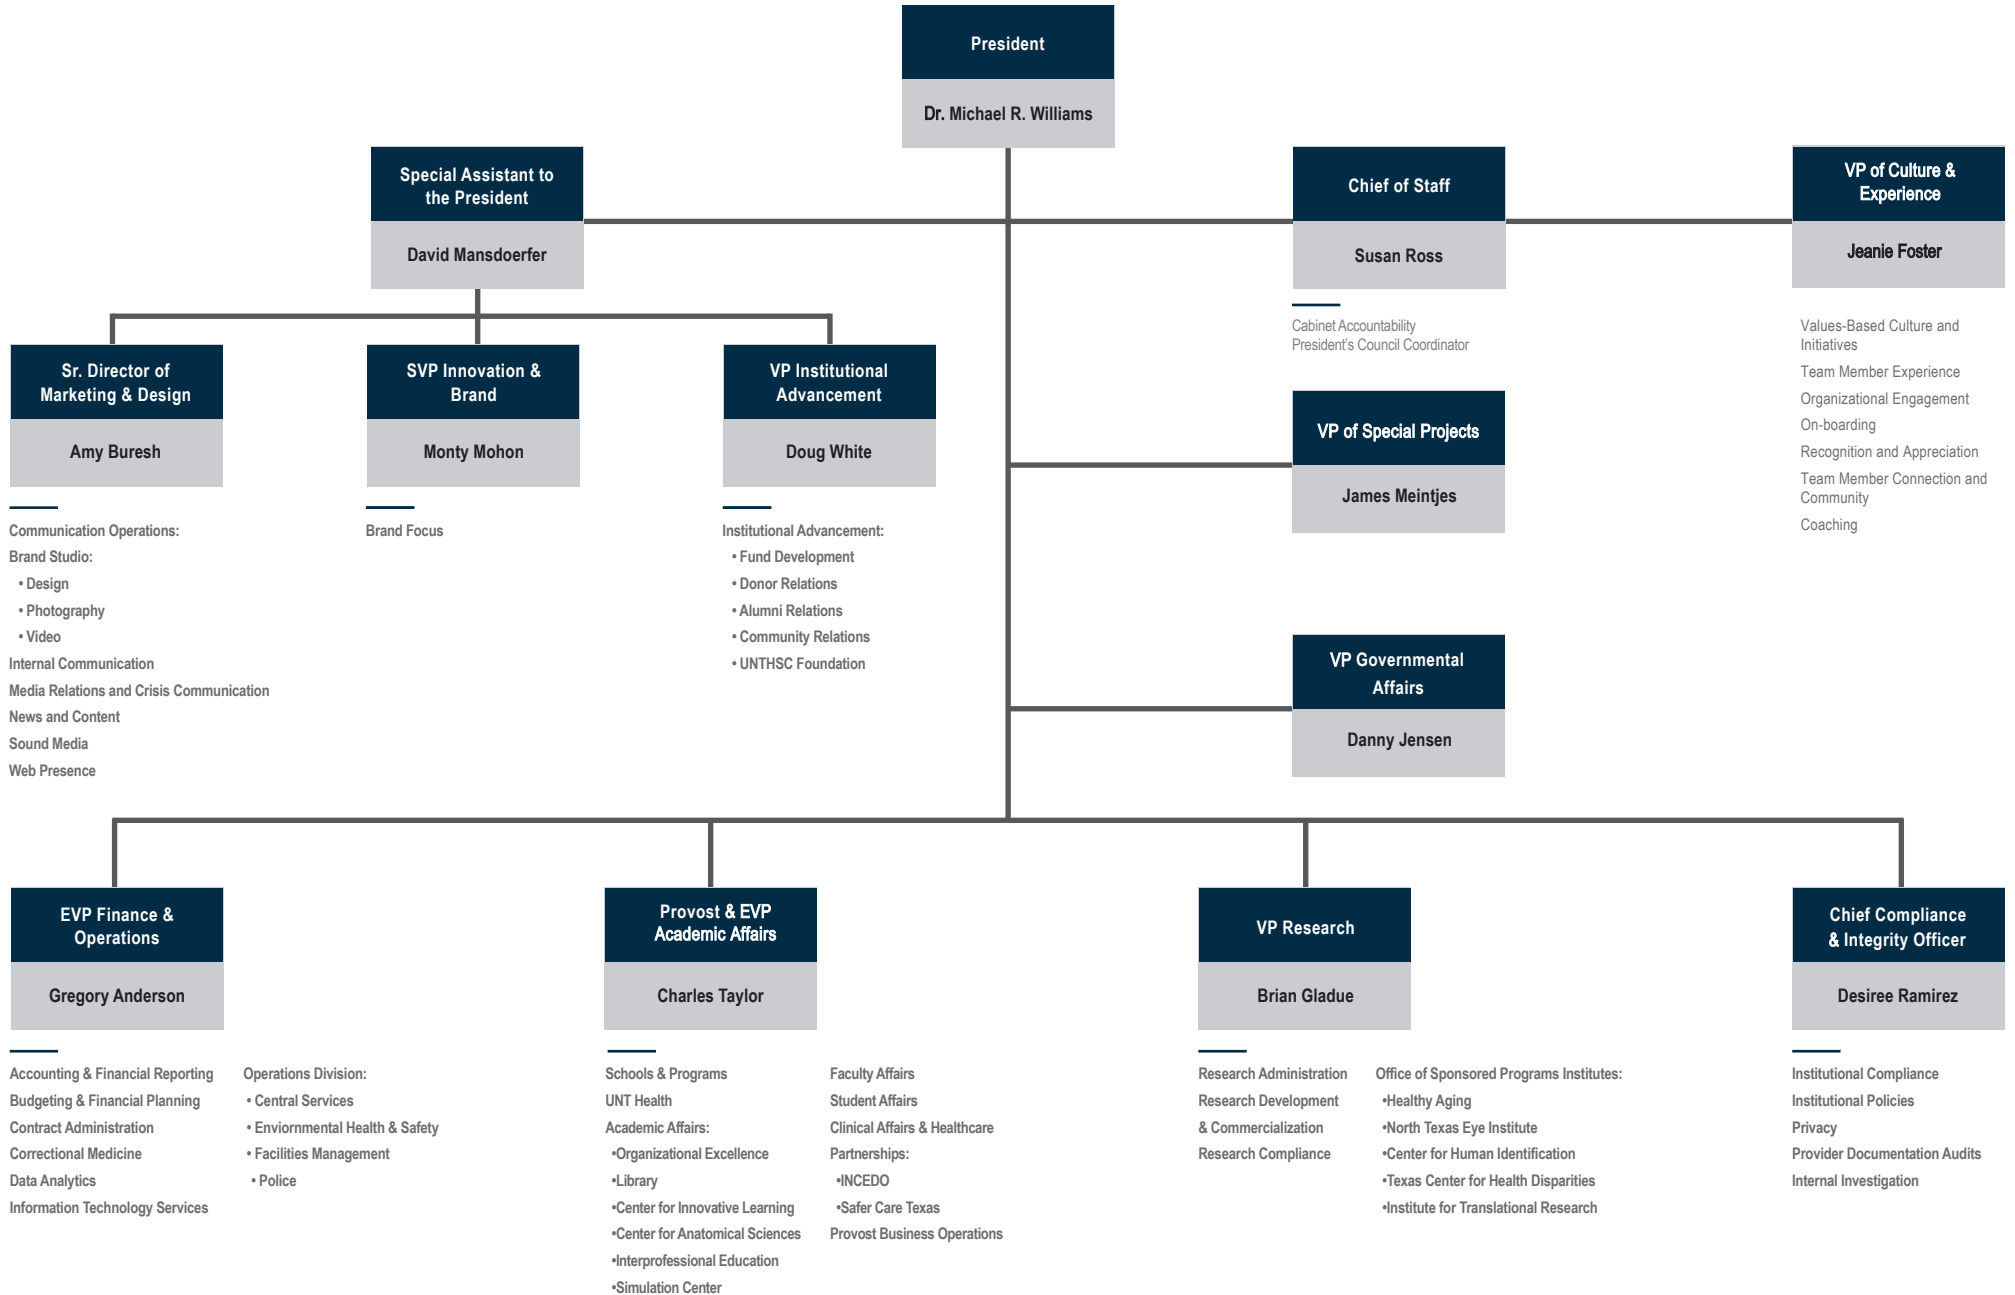 President
Dr. Michael R. Williams
Special Assistant to
the President
David Mansdoerfer
Chief of Staff
Susan Ross
Cabinet Accountability
President's Council Coordinator
VP of Culture &
Experience
Jeanie Foster
Values-Based Culture and
Initiatives
Team Member Experience
Organizational Engagement
On-boarding
Recognition and Appreciation
Team Member Connection and
Community
Coaching
Sr. Director of
Marketing & Design
Amy Buresh
Communication Operations:
Brand Studio:
• Design
• Photography
• Video
Internal Communication
Media Relations and Crisis Communication
News and Content
Sound Media
Web Presence
SVP Innovation &
Brand
Monty Mohon
Brand Focus
VP Institutional
Advancement
Doug White
Institutional Advancement:
• Fund Development
• Donor Relations
• Alumni Relations
• Community Relations
• UNTHSC Foundation
VP of Special Projects
James Meintjes
VP Governmental
Affairs
Danny Jensen
EVP Finance &
Operations
Gregory Anderson
Accounting & Financial Reporting
Budgeting & Financial Planning
Contract Administration
Correctional Medicine
Data Analytics
Information Technology Services
Operations Division:
• Central Services
• Enviornmental Health & Safety
• Facilities Management
• Police
Provost & EVP
Academic Affairs
Charles Taylor
Schools & Programs
UNT Health
Academic Affairs:
•Organizational Excellence
•Library
•Center for Innovative Learning
•Center for Anatomical Sciences
•Interprofessional Education
•Simulation Center
Faculty Affairs
Student Affairs
Clinical Affairs & Healthcare
Partnerships:
•INCEDO
•Safer Care Texas
Provost Business Operations
VP Research
Brian Gladue
Research Administration
Research Development
& Commercialization
Research Compliance
Office of Sponsored Programs Institutes:
•Healthy Aging
•North Texas Eye Institute
•Center for Human Identification
•Texas Center for Health Disparities
•Institute for Translational Research
Chief Compliance
& Integrity Officer
Desiree Ramirez
Institutional Compliance
Institutional Policies
Privacy
Provider Documentation Audits
Internal Investigation